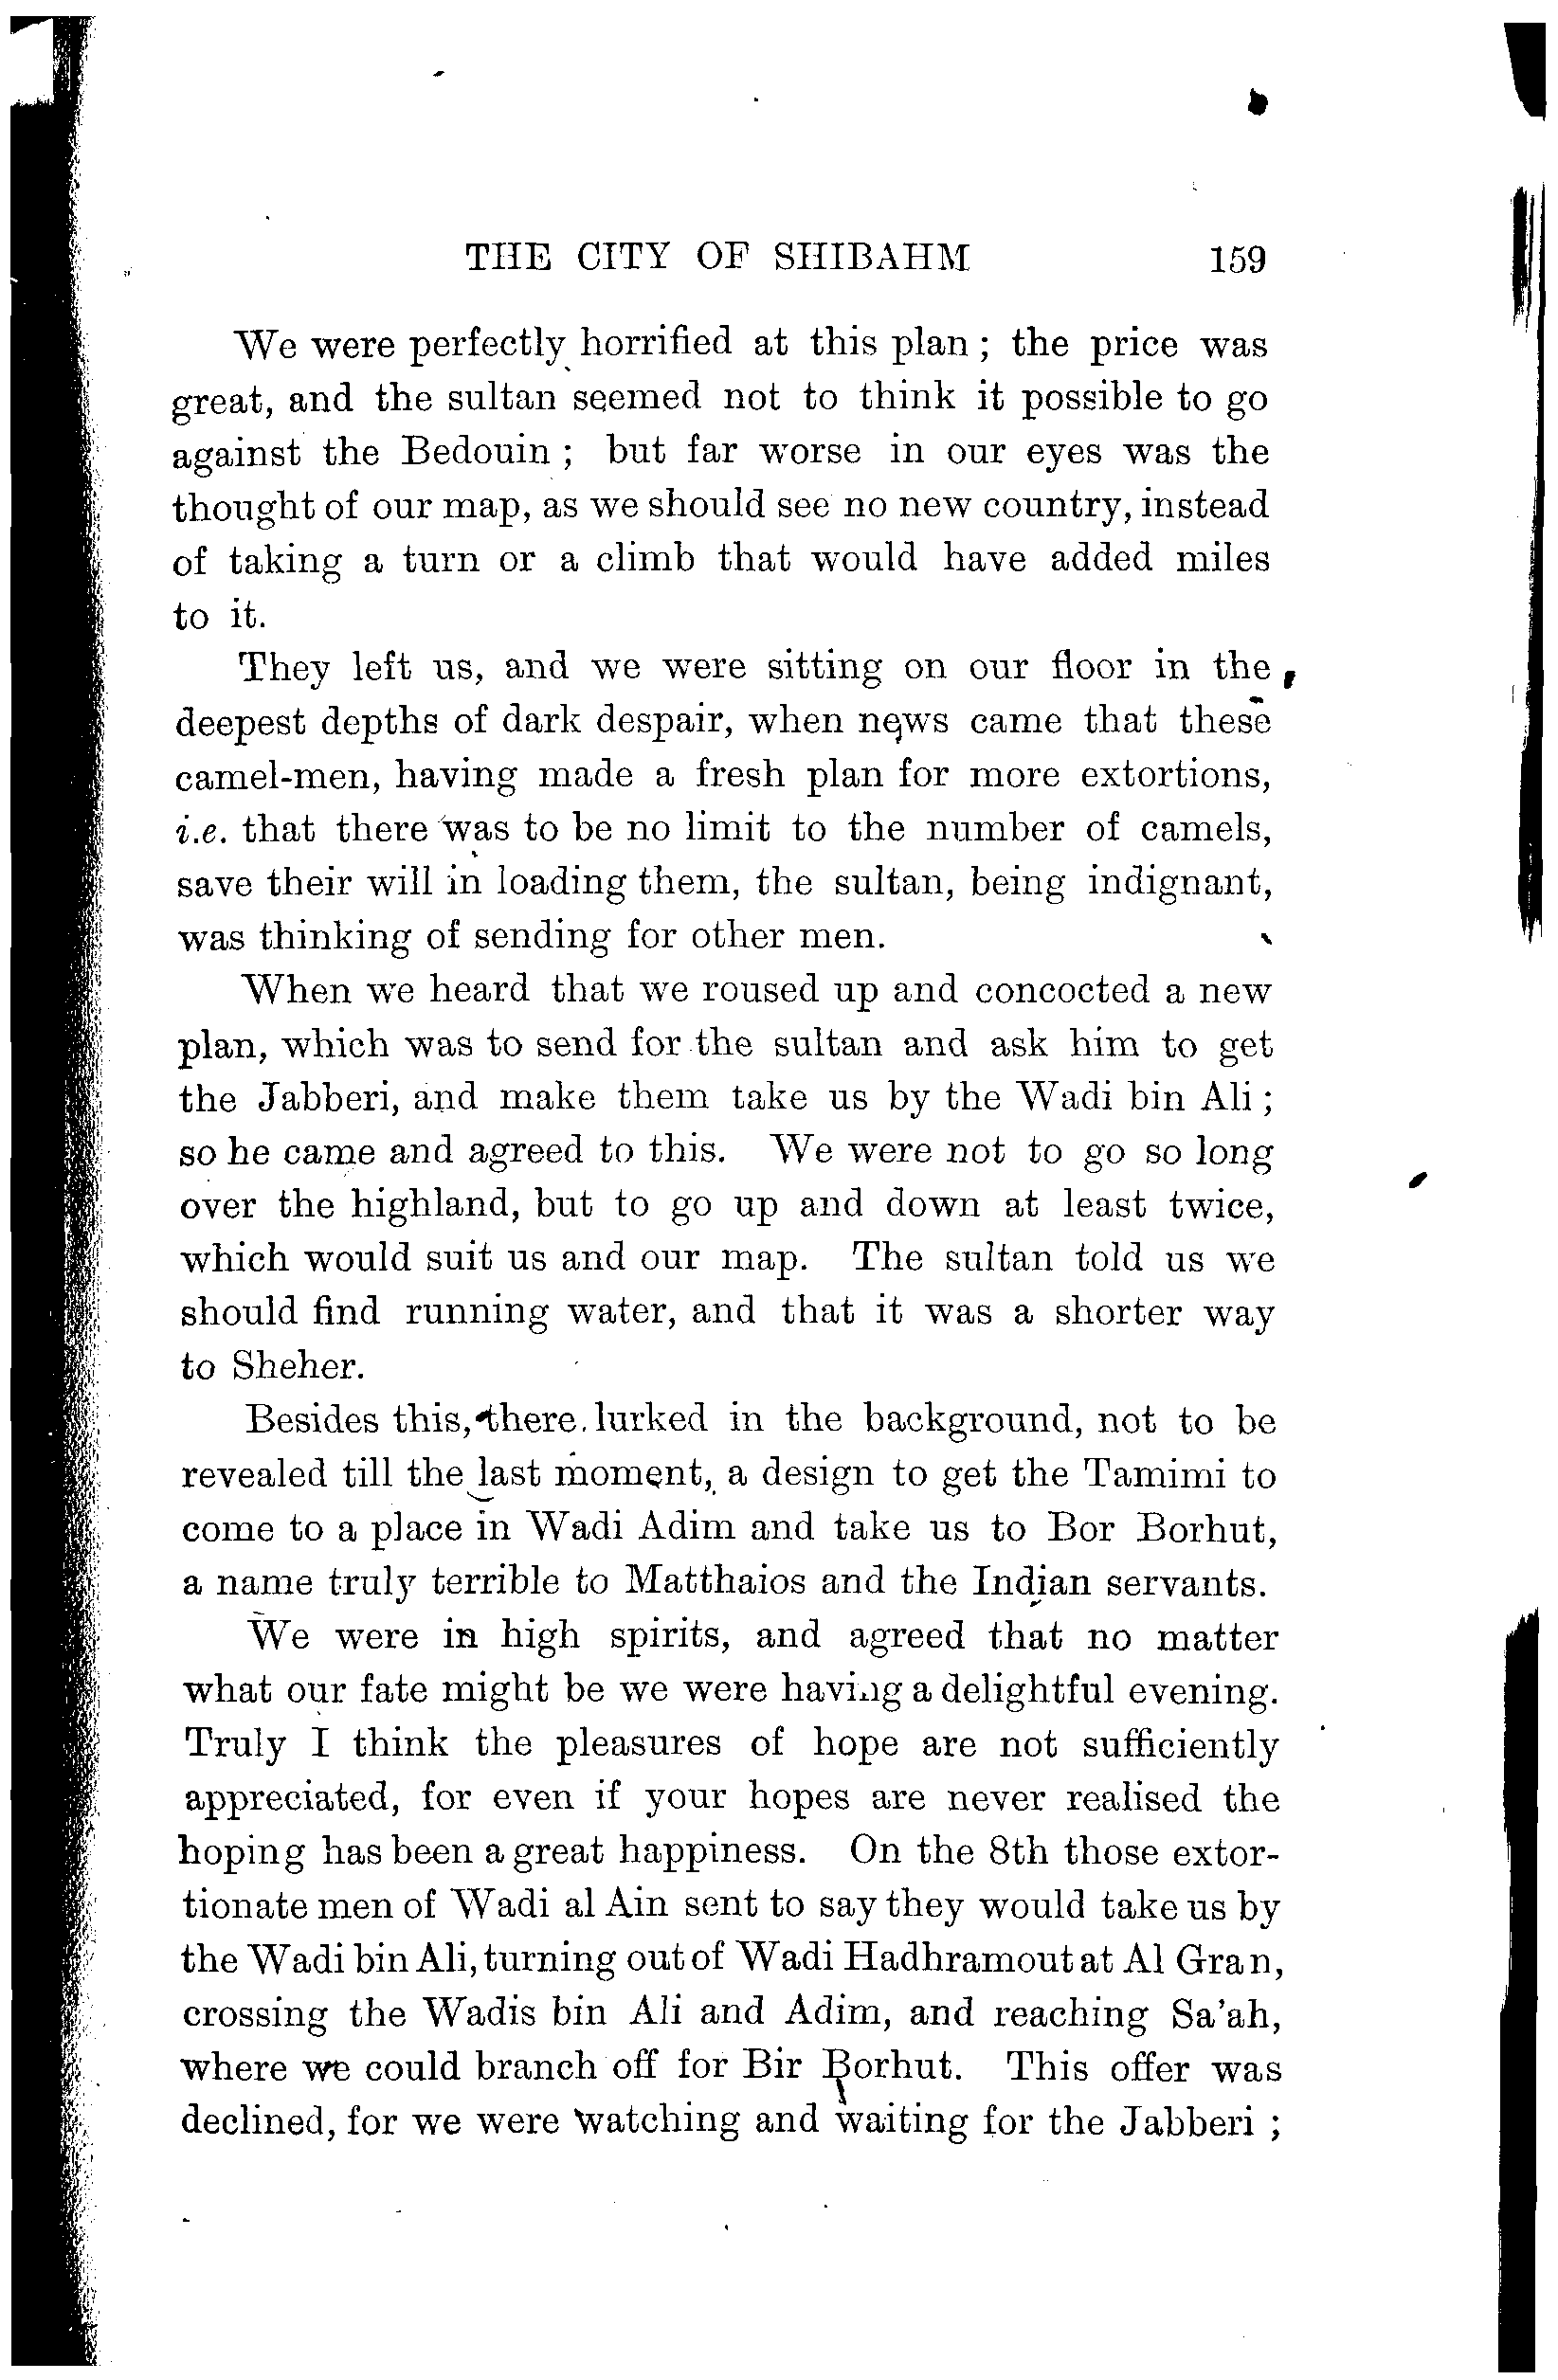 THE CITY OF SHIBAHM 159
We were perfectly horrified at this plan ; the price was
great, and the sultan seemed not to think it possible to go
against the Bedouin ; but far worse in our eyes was the
thought of our map, as we should see no new country, instead
of taking a turn or a climb that would have added miles
to it.
They left us, and we were sitting on our floor in the
deepest depths of dark despair, when news came that these
camel-men, having made a fresh plan for more extortions,
i.e. that there was to be no limit to the number of camels,
save their will in loading them, the sultan, being indignant,
was thinking of sending for other men.
When we heard that we roused up and concocted a new
plan, which was to send for the sultan and ask him to get
the Jabberi, and make them take us by the Wadi bin Ali ;
so he came and agreed to this. We were not to go so long
over the highland, but to go up and down at least twice,
which would suit us and our map. The sultan told us we
should find running water, and that it was a shorter way
to Sheher.
Besides this, there lurked in the background, not to be
revealed till the last moment, a design to get the Tamimi to
come to a place in Wadi Adim and take us to Bor Borhut,
a name truly terrible to Matthaios and the Indian servants.
We were in high spirits, and agreed that no matter
what our fate might be we were having a delightful evening.
Truly I think the pleasures of hope are not sufficiently
appreciated, for even if your hopes are never realised the
hoping has been a great happiness. On the 8th those extor-
tionate men of Wadi al Ain sent to say they would take us by
the Wadi bin Ali, turning out of Wadi Hadhramout at Al Gran,
crossing the Wadis bin Ali and Adim, and reaching Sa'ah,
where we could branch off for Bir Borhut. This offer was
declined, for we were watching and waiting for the Jabberi ;